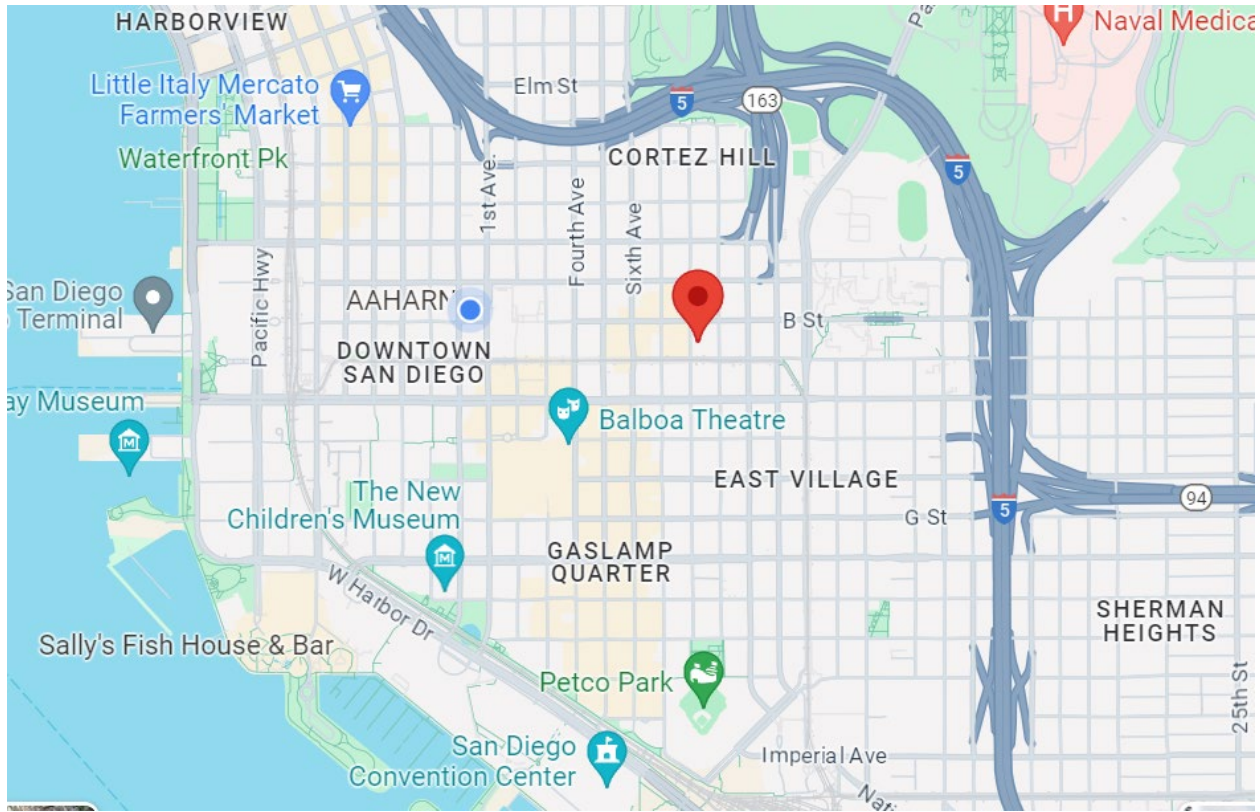 HARBORVIEW
Naval Medica
H
Little Italy Mercato
Farmers' Market
Elm St
5
163
Waterfront Pk
CORTEZ HILL
5
1st Ave.
Fourth Ave
Sixth Ave
Pacific Hwy
San Diego
Terminal
AAHARN
B St
DOWNTOWN
SAN DIEGO
ay Museum
M
Balboa Theatre
EAST VILLAGE
The New
Children's Museum
M
5
94
G St
GASLAMP
QUARTER
W Harbor Dr
SHERMAN
HEIGHTS
Sally's Fish House & Bar
Petco Park
25th St
San Diego
Convention Center
Imperial Ave